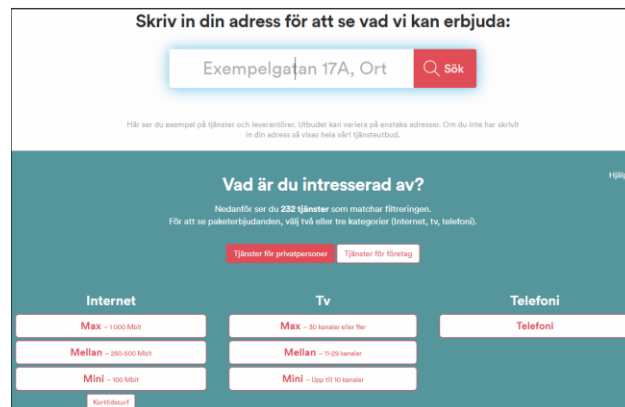 Skriv in din adress för att se vad vi kan erbjuda:
Exempelgatan 17A, Ort
Sök
Här ser du exempel på tjänster och leverantörer. Utbudet kan variera på enstaka adresser. Om du inte har skrivit
in din adress så visas hela vårt tjänsteutbud.
Hjälp
Vad är du intresserad av?
Nedanför ser du 232 tjänster som matchar filtreringen.
För att se paketerbjudanden, välj två eller tre kategorier (Internet, tv, telefoni).
Tjänster för privatpersoner
Tjänster för företag
Internet
Max - 1 000 Mbit
Mellan - 250-600 Mbit
Mini - 100 Mbit
Korttidssurf
Tv
Max - 30 kanaler eller fler
Mellan - 11-29 kanaler
Mini - Upp till 10 kanaler
Telefoni
Telefoni